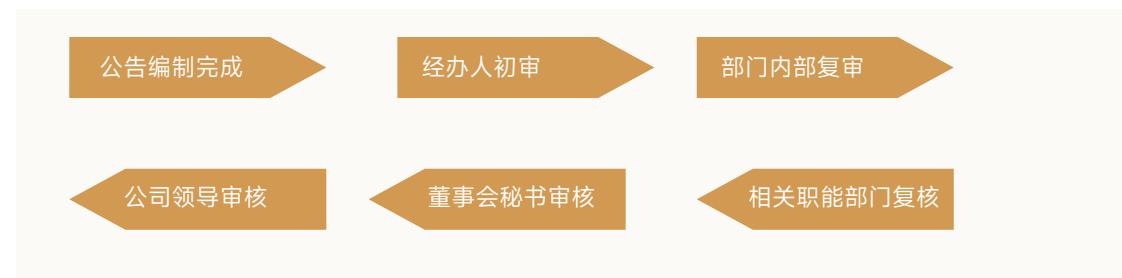 公告编制完成
经办人初审
部门内部复审
公司领导审核
董事会秘书审核
相关职能部门复核